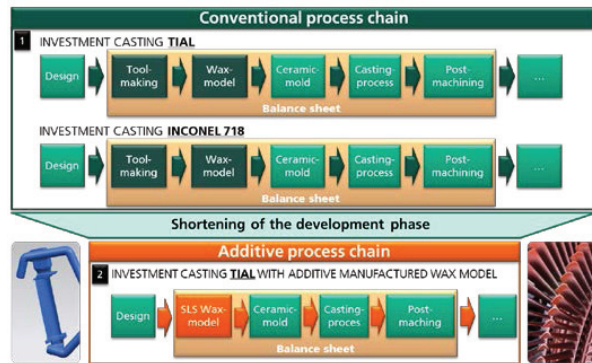 Conventional process chain
1 INVESTMENT CASTING TIAL
Design
Tool-
making
Wax-
model
Ceramic-
mold
Casting-
process
Post-
machining
...
Balance sheet
INVESTMENT CASTING INCONEL 718
Design
Tool-
making
Wax-
model
Ceramic-
mold
Casting-
process
Post-
machining
...
Balance sheet
Shortening of the development phase
Additive process chain
2 INVESTMENT CASTING TIAL WITH ADDITIVE MANUFACTURED WAX MODEL
Design
SLS Wax-
model
Ceramic-
mold
Casting-
proces
Post-
maching
...
Balance sheet